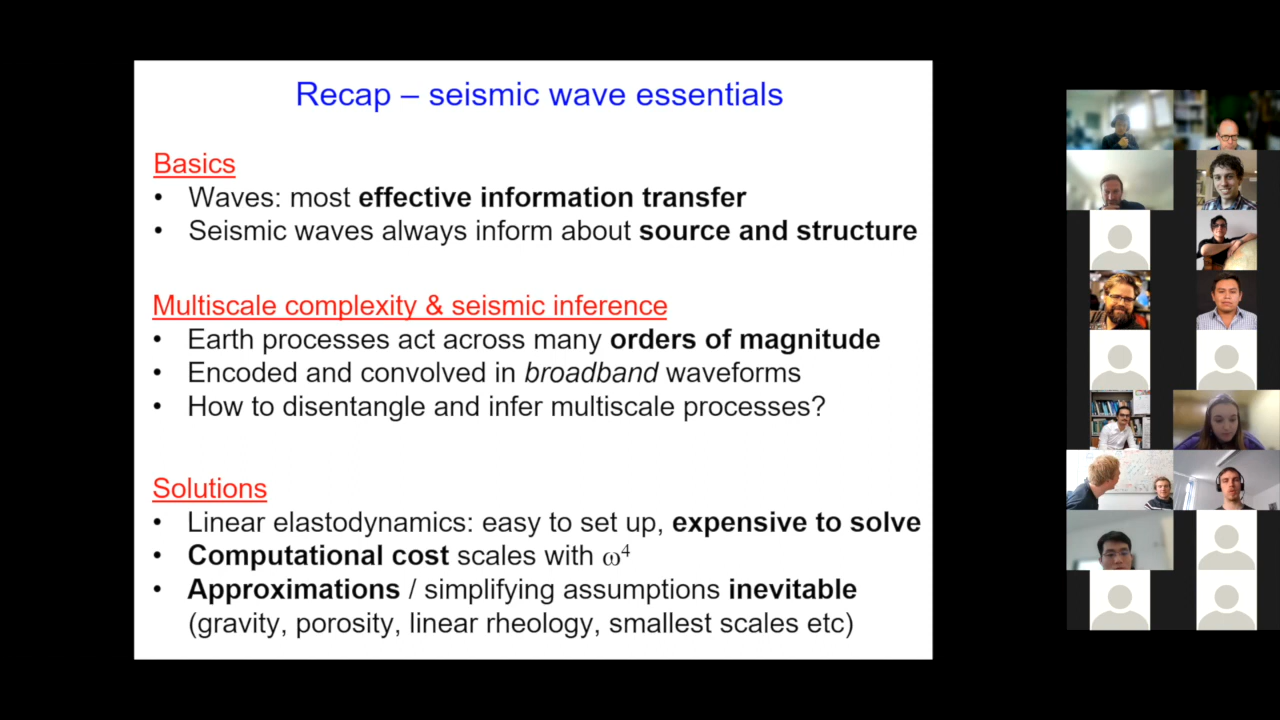 Recap – seismic wave essentials
Basics
• Waves: most effective information transfer
• Seismic waves always inform about source and structure
Multiscale complexity & seismic inference
• Earth processes act across many orders of magnitude
• Encoded and convolved in broadband waveforms
• How to disentangle and infer multiscale processes?
Solutions
• Linear elastodynamics: easy to set up, expensive to solve
• Computational cost scales with ω⁴
• Approximations / simplifying assumptions inevitable
(gravity, porosity, linear rheology, smallest scales etc)